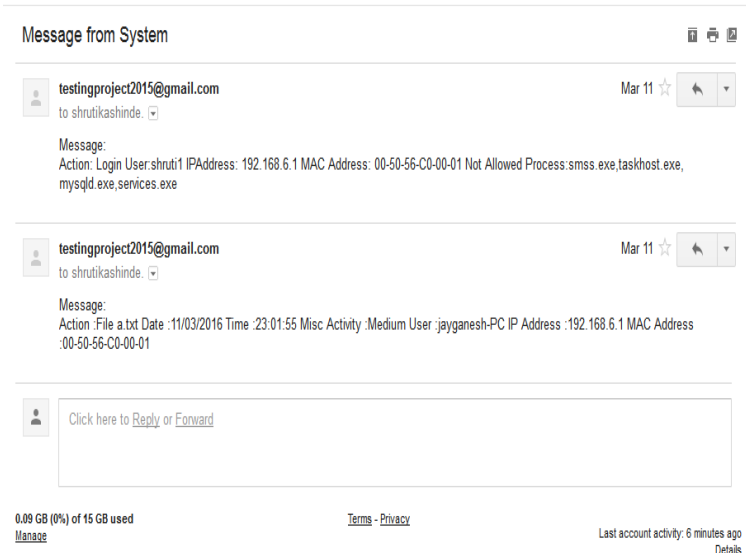 Message from System
testingproject2015@gmail.com
Mar 11
to shrutikashinde.
Message:
Action: Login User:shruti1 IPAddress: 192.168.6.1 MAC Address: 00-50-56-C0-00-01 Not Allowed Process:smss.exe,taskhost.exe,
mysqld.exe,services.exe
testingproject2015@gmail.com
Mar 11
to shrutikashinde.
Message:
Action :File a.txt Date :11/03/2016 Time :23:01:55 Misc Activity :Medium User :jayganesh-PC IP Address :192.168.6.1 MAC Address
:00-50-56-C0-00-01
Click here to Reply or Forward
0.09 GB (0%) of 15 GB used
Manage
Terms - Privacy
Last account activity: 6 minutes ago
Details